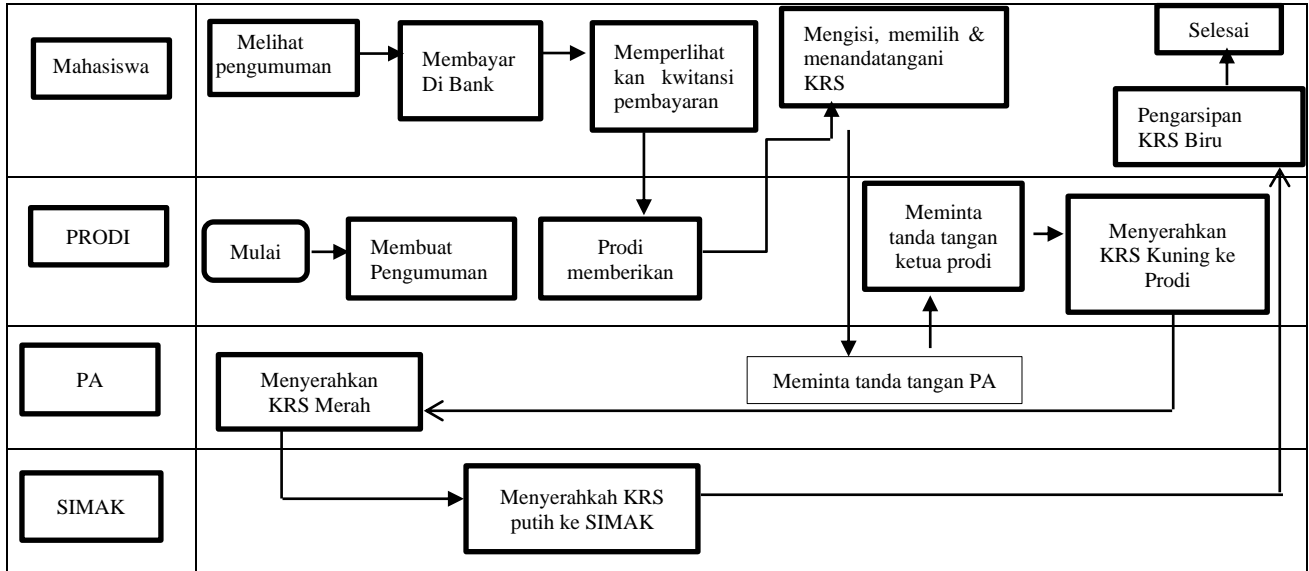 Mahasiswa
Melihat
pengumuman
Membayar
Di Bank
Memperlihat
kan kwitansi
pembayaran
Mengisi, memilih &
menandatangani
KRS
Selesai
Pengarsipan
KRS Biru
PRODI
Mulai
Membuat
Pengumuman
Prodi
memberikan
Meminta
tanda tangan
ketua prodi
Menyerahkan
KRS Kuning ke
Prodi
PA
Menyerahkan
KRS Merah
Meminta tanda tangan PA
SIMAK
Menyerahkah KRS
putih ke SIMAK